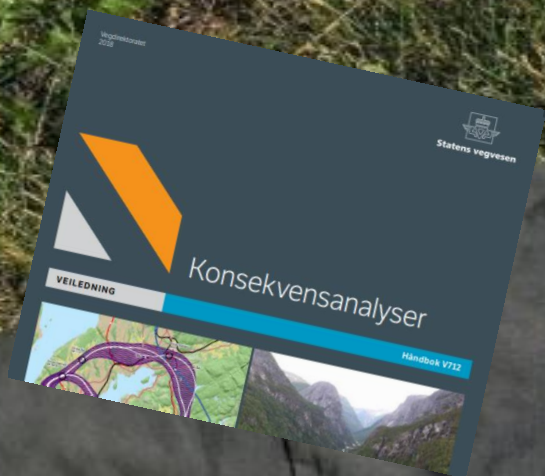 Vegdirektoratet
2018
Statens vegvesen
Konsekvensanalyser
VEILEDNING
Håndbok V712